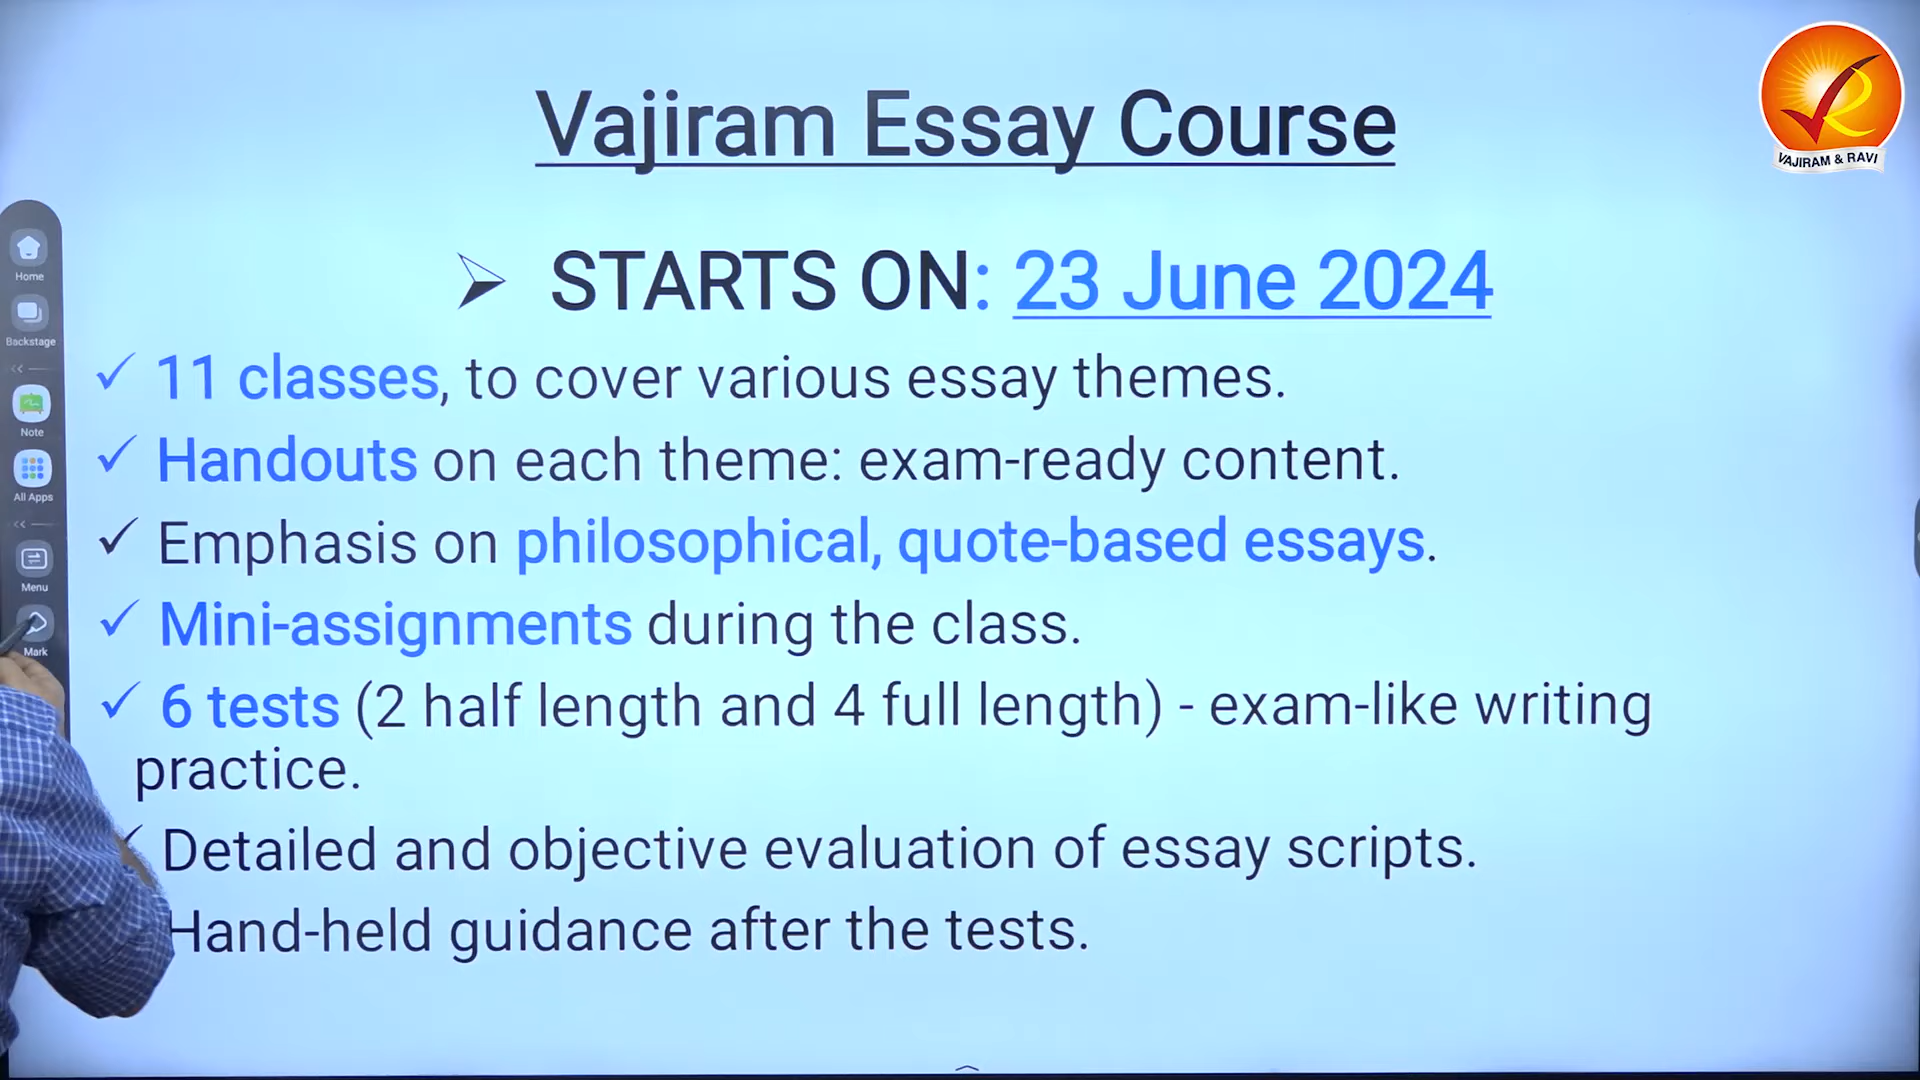 Vajiram Essay Course
VAJIRAM & RAVI
STARTS ON: 23 June 2024
11 classes, to cover various essay themes.
Handouts on each theme: exam-ready content.
Emphasis on philosophical, quote-based essays.
Mini-assignments during the class.
6 tests (2 half length and 4 full length) - exam-like writing
practice.
Detailed and objective evaluation of essay scripts.
Hand-held guidance after the tests.
Home
Backstage
Note
All Apps
Menu
Mark